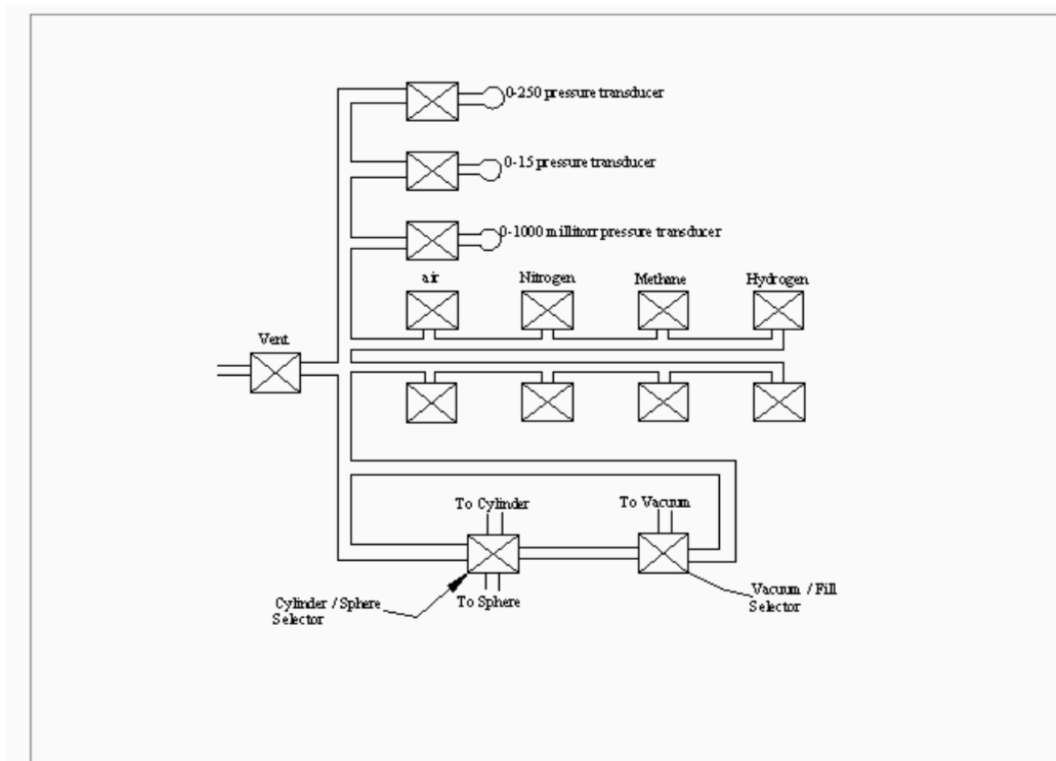 0-250 pressure transducer
0-15 pressure transducer
0-1000 millitorr pressure transducer
air
Nitrogen
Methane
Hydrogen
Vent
To Cylinder
To Vacuum
To Sphere
Cylinder / Sphere
Selector
Vacuum / Fill
Selector